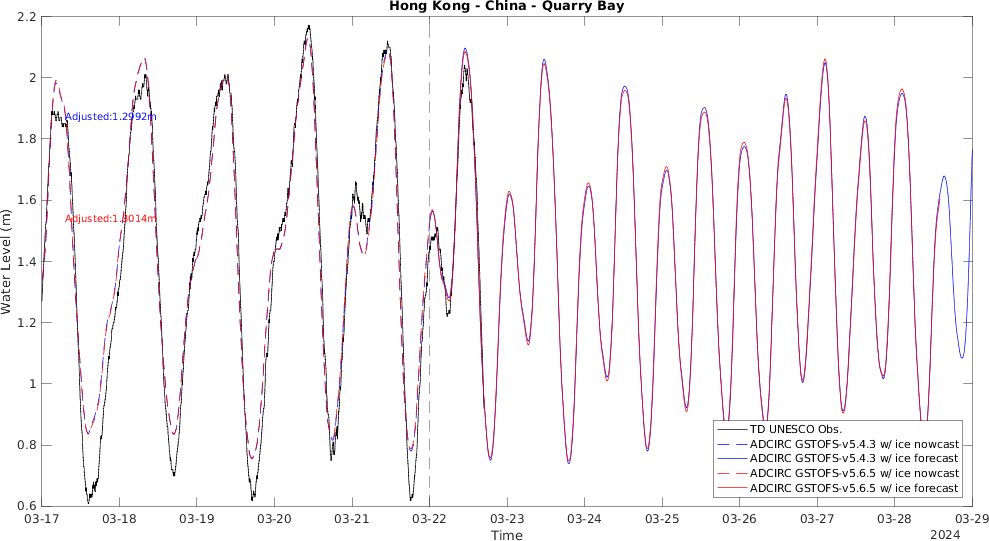 Hong Kong - China - Quarry Bay
Water Level (m)
2.2
2
1.8
1.6
1.4
1.2
1
0.8
0.6
Adjusted:1.2992m
Adjusted:1.3014m
TD UNESCO Obs.
ADCIRC GSTOFS-v5.4.3 w/ ice nowcast
ADCIRC GSTOFS-v5.4.3 w/ ice forecast
ADCIRC GSTOFS-v5.6.5 w/ ice nowcast
ADCIRC GSTOFS-v5.6.5 w/ ice forecast
03-17 03-18 03-19 03-20 03-21 03-22 03-23 03-24 03-25 03-26 03-27 03-28 03-29
Time
2024